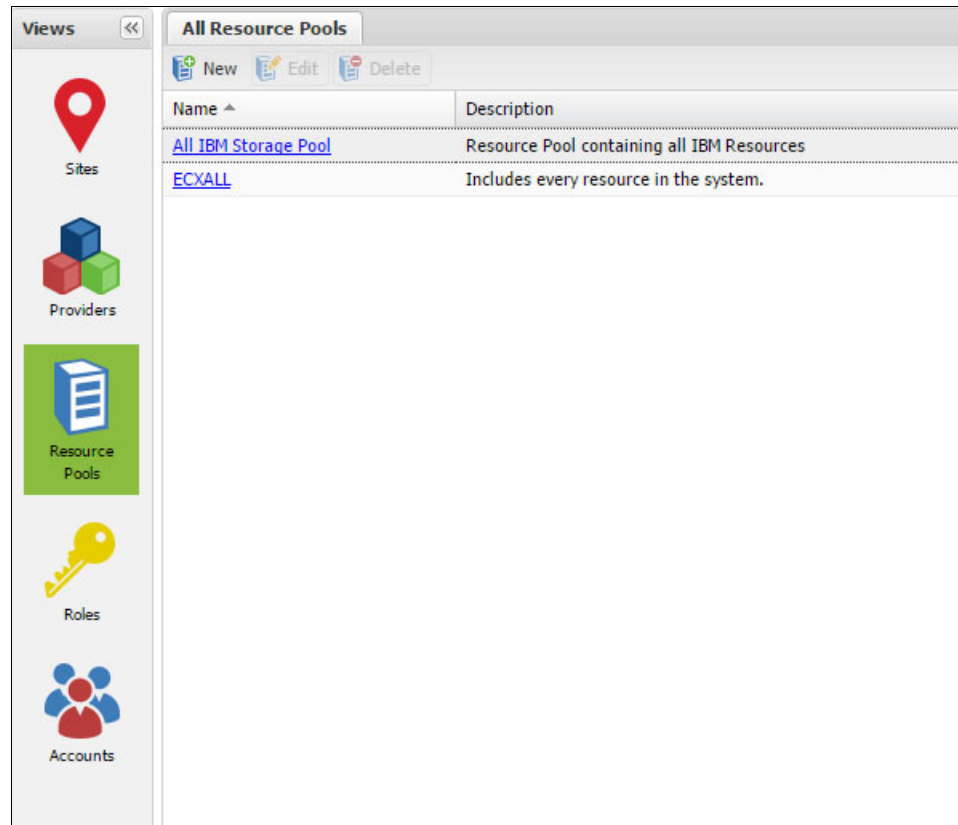 Views
All Resource Pools
New Edit Delete
Name Description
All IBM Storage Pool Resource Pool containing all IBM Resources
ECXALL Includes every resource in the system.
Sites
Providers
Resource
Pools
Roles
Accounts